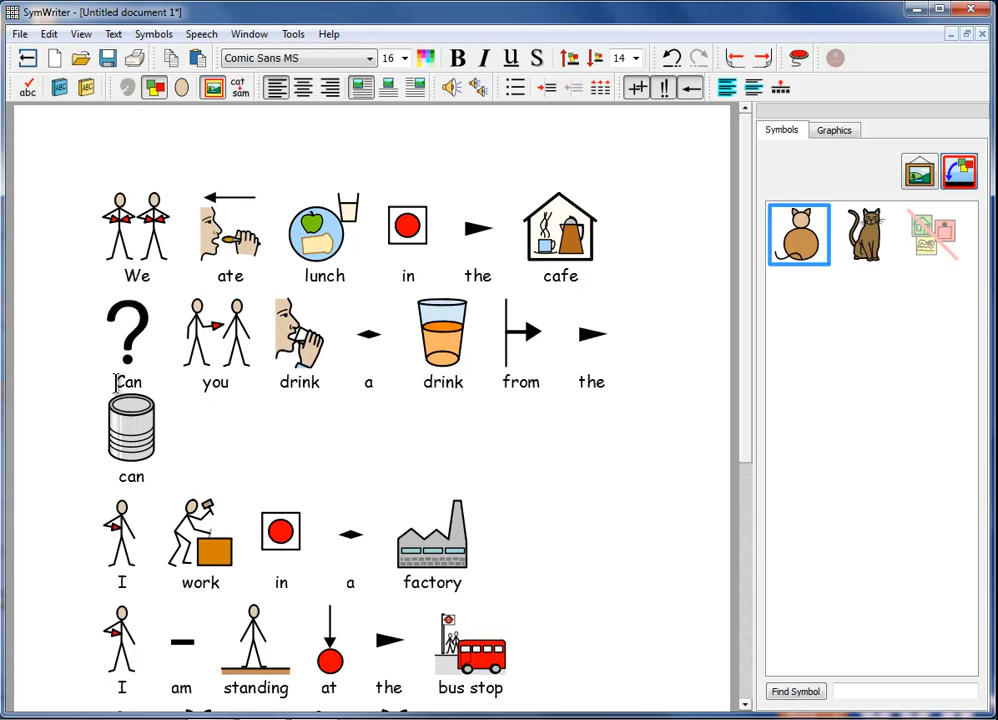 SymWriter - [Untitled document 1*]
File Edit View Text Symbols Speech Window Tools Help
Comic Sans MS 16 B I u S 14
abc ABC ABC cat sam
Symbols Graphics
We ate lunch in the cafe
?
Can you drink a drink from the
can
I work in a factory
I am standing at the bus stop
Find Symbol